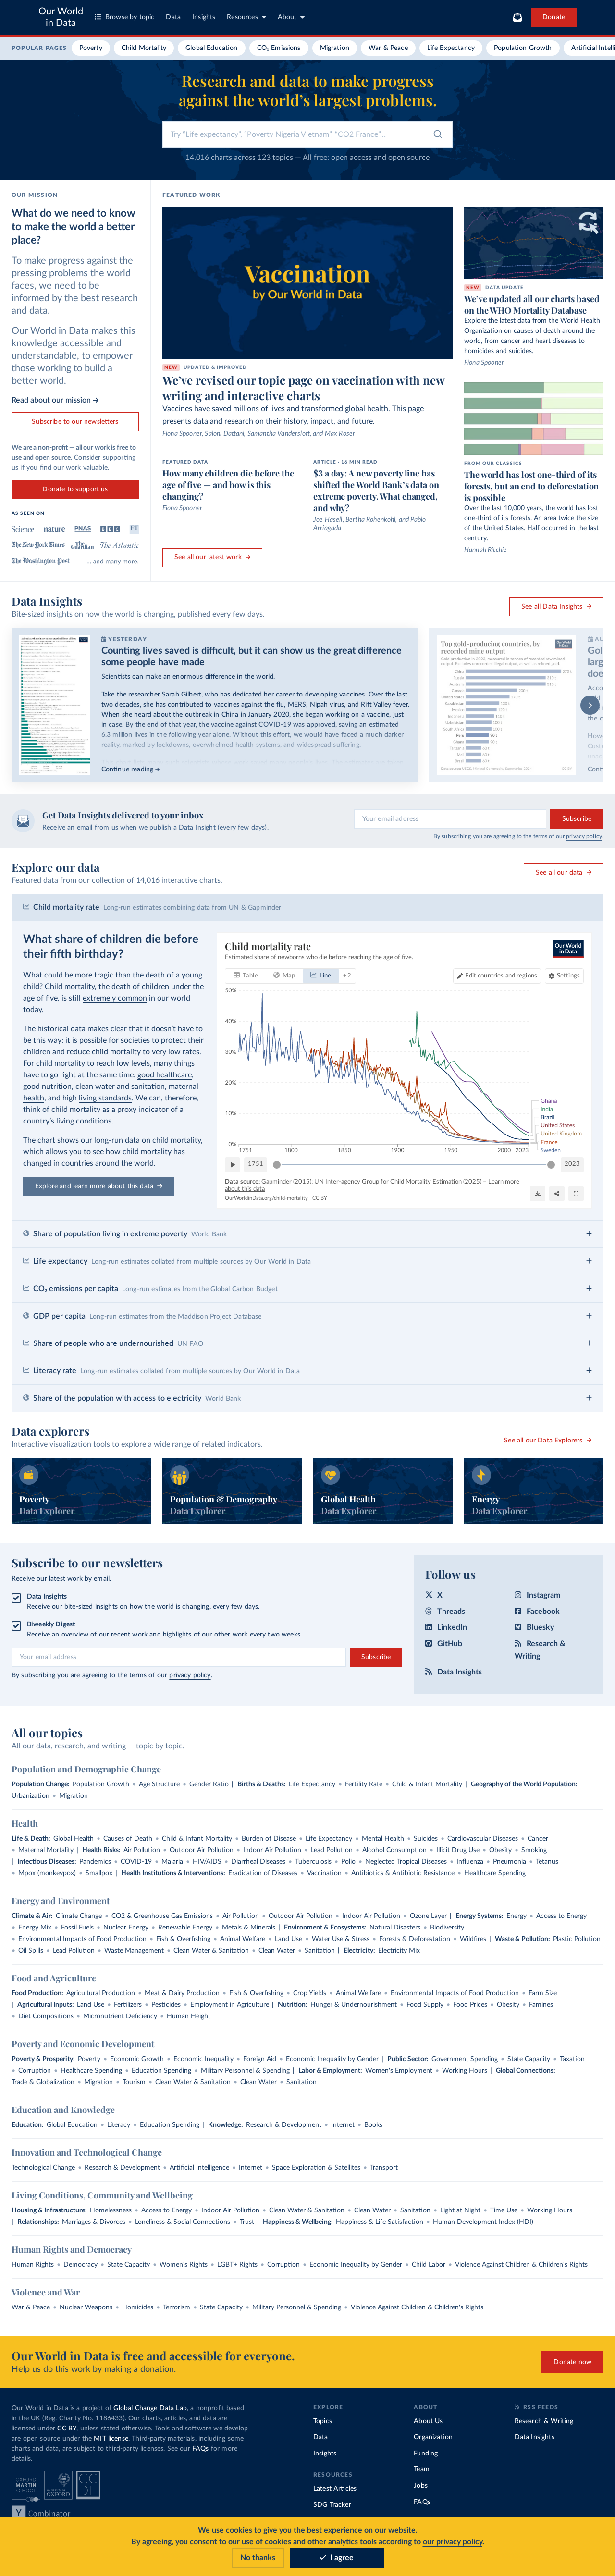 Our World
in Data
Browse by topic
Data
Insights
Resources
About
Donate
POPULAR PAGES
Poverty
Child Mortality
Global Education
CO₂ Emissions
Migration
War & Peace
Life Expectancy
Population Growth
Artificial Intelli
Research and data to make progress
against the world's largest problems.
Try "Life expectancy", "Poverty Nigeria Vietnam", "CO2 France"...
14,016 charts across 123 topics — All free: open access and open source
OUR MISSION
What do we need to know
to make the world a better
place?
To make progress against the
pressing problems the world
faces, we need to be
informed by the best research
and data.
Our World in Data makes this
knowledge accessible and
understandable, to empower
those working to build a
better world.
Read about our mission →
Subscribe to our newsletters
We are a non-profit — all our work is free to
use and open source. Consider supporting
us if you find our work valuable.
Donate to support us
AS SEEN ON
Science nature PNAS BBC FT
The New York Times The Guardian The Atlantic
The Washington Post ... and many more.
FEATURED WORK
Vaccination
by Our World in Data
NEW UPDATED & IMPROVED
We've revised our topic page on vaccination with new
writing and interactive charts
Vaccines have saved millions of lives and transformed global health. This page
presents data and research on their history, impact, and future.
Fiona Spooner, Saloni Dattani, Samantha Vanderslott, and Max Roser
FEATURED DATA
How many children die before the
age of five — and how is this
changing?
Fiona Spooner
ARTICLE - 14 MIN READ
$3 a day: A new poverty line has
shifted the World Bank's data on
extreme poverty. What changed,
and why?
Joe Hasell, Bertha Rohenkohl, and Pablo
Arriagada
See all our latest work →
NEW DATA UPDATE
We've updated all our charts based
on the WHO Mortality Database
Explore the latest data from the World Health
Organization on causes of death around the
world, from cancer and heart diseases to
homicides and suicides.
Fiona Spooner
FROM OUR CLASSICS
The world has lost one-third of its
forests, but an end to deforestation
is possible
Over the last 10,000 years, the world has lost
one-third of its forests. An area twice the size
of the United States. Half occurred in the last
century.
Hannah Ritchie
Data Insights
Bite-sized insights on how the world is changing, published every few days.
See all Data Insights →
YESTERDAY
Counting lives saved is difficult, but it can show us the great difference
some people have made
Scientists can make an enormous difference in the world.
Take the researcher Sarah Gilbert, who has dedicated her career to developing vaccines. Over the last
two decades, she has contributed to vaccines against the flu, MERS, Nipah virus, and Rift Valley fever.
When she heard about the outbreak in China in January 2020, she began working on a vaccine, just
in case. By the end of that year, the vaccine against COVID-19 was approved, saving an estimated
6.3 million lives in the following year alone. Without this effort, we would have faced a much darker
reality, marked by lockdowns, overwhelmed health systems, and widespread suffering.
Continue reading →
Top gold-producing countries, by
recorded mine output
Get Data Insights delivered to your inbox
Receive an email from us when we publish a Data Insight (every few days).
Your email address
Subscribe
By subscribing you are agreeing to the terms of our privacy policy.
Explore our data
Featured data from our collection of 14,016 interactive charts.
See all our data →
Child mortality rate Long-run estimates combining data from UN & Gapminder
What share of children die before
their fifth birthday?
What could be more tragic than the death of a young
child? Child mortality, the death of children under the
age of five, is still extremely common in our world
today.
The historical data makes clear that it doesn't have to
be this way: it is possible for societies to protect their
children and reduce child mortality to very low rates.
For child mortality to reach low levels, many things
have to go right at the same time: good healthcare,
good nutrition, clean water and sanitation, maternal
health, and high living standards. We can, therefore,
think of child mortality as a proxy indicator of a
country's living conditions.
The chart shows our long-run data on child mortality,
which allows you to see how child mortality has
changed in countries around the world.
Explore and learn more about this data →
Child mortality rate
Estimated share of newborns who die before reaching the age of five.
Our World
in Data
Table
Map
Line
+2
Edit countries and regions
Settings
50%
40%
30%
20%
10%
0%
Ghana
India
Brazil
United States
United Kingdom
France
Sweden
1751
1800
1850
1900
1950
2000
2023
1751
2023
Data source: Gapminder (2015); UN Inter-agency Group for Child Mortality Estimation (2025) – Learn more
about this data
OurWorldinData.org/child-mortality | CC BY
Share of population living in extreme poverty World Bank
Life expectancy Long-run estimates collated from multiple sources by Our World in Data
CO₂ emissions per capita Long-run estimates from the Global Carbon Budget
GDP per capita Long-run estimates from the Maddison Project Database
Share of people who are undernourished UN FAO
Literacy rate Long-run estimates collated from multiple sources by Our World in Data
Share of the population with access to electricity World Bank
Data explorers
Interactive visualization tools to explore a wide range of related indicators.
See all our Data Explorers →
Poverty
Data Explorer
Population & Demography
Data Explorer
Global Health
Data Explorer
Energy
Data Explorer
Subscribe to our newsletters
Receive our latest work by email.
Data Insights
Receive our bite-sized insights on how the world is changing, every few days.
Biweekly Digest
Receive an overview of our recent work and highlights of our other work every two weeks.
Your email address
Subscribe
By subscribing you are agreeing to the terms of our privacy policy.
Follow us
X
Instagram
Threads
Facebook
LinkedIn
Bluesky
GitHub
Research &
Writing
Data Insights
All our topics
All our data, research, and writing — topic by topic.
Population and Demographic Change
Population Change: Population Growth • Age Structure • Gender Ratio | Births & Deaths: Life Expectancy • Fertility Rate • Child & Infant Mortality | Geography of the World Population:
Urbanization • Migration
Health
Life & Death: Global Health • Causes of Death • Child & Infant Mortality • Burden of Disease • Life Expectancy • Mental Health • Suicides • Cardiovascular Diseases • Cancer
• Maternal Mortality | Health Risks: Air Pollution • Outdoor Air Pollution • Indoor Air Pollution • Lead Pollution • Alcohol Consumption • Illicit Drug Use • Obesity • Smoking
| Infectious Diseases: Pandemics • COVID-19 • Malaria • HIV/AIDS • Diarrheal Diseases • Tuberculosis • Polio • Neglected Tropical Diseases • Influenza • Pneumonia • Tetanus
• Mpox (monkeypox) • Smallpox | Health Institutions & Interventions: Eradication of Diseases • Vaccination • Antibiotics & Antibiotic Resistance • Healthcare Spending
Energy and Environment
Climate & Air: Climate Change • CO2 & Greenhouse Gas Emissions • Air Pollution • Outdoor Air Pollution • Indoor Air Pollution • Ozone Layer | Energy Systems: Energy • Access to Energy
• Energy Mix • Fossil Fuels • Nuclear Energy • Renewable Energy • Metals & Minerals | Environment & Ecosystems: Natural Disasters • Biodiversity
• Environmental Impacts of Food Production • Fish & Overfishing • Animal Welfare • Land Use • Water Use & Stress • Forests & Deforestation • Wildfires | Waste & Pollution: Plastic Pollution
• Oil Spills • Lead Pollution • Waste Management • Clean Water & Sanitation • Clean Water • Sanitation | Electricity: Electricity Mix
Food and Agriculture
Food Production: Agricultural Production • Meat & Dairy Production • Fish & Overfishing • Crop Yields • Animal Welfare • Environmental Impacts of Food Production • Farm Size
| Agricultural Inputs: Land Use • Fertilizers • Pesticides • Employment in Agriculture | Nutrition: Hunger & Undernourishment • Food Supply • Food Prices • Obesity • Famines
• Diet Compositions • Micronutrient Deficiency • Human Height
Poverty and Economic Development
Poverty & Prosperity: Poverty • Economic Growth • Economic Inequality • Foreign Aid • Economic Inequality by Gender | Public Sector: Government Spending • State Capacity • Taxation
• Corruption • Healthcare Spending • Education Spending • Military Personnel & Spending | Labor & Employment: Women's Employment • Working Hours | Global Connections:
Trade & Globalization • Migration • Tourism • Clean Water & Sanitation • Clean Water • Sanitation
Education and Knowledge
Education: Global Education • Literacy • Education Spending | Knowledge: Research & Development • Internet • Books
Innovation and Technological Change
Technological Change • Research & Development • Artificial Intelligence • Internet • Space Exploration & Satellites • Transport
Living Conditions, Community and Wellbeing
Housing & Infrastructure: Homelessness • Access to Energy • Indoor Air Pollution • Clean Water & Sanitation • Clean Water • Sanitation • Light at Night • Time Use • Working Hours
| Relationships: Marriages & Divorces • Loneliness & Social Connections • Trust | Happiness & Wellbeing: Happiness & Life Satisfaction • Human Development Index (HDI)
Human Rights and Democracy
Human Rights • Democracy • State Capacity • Women's Rights • LGBT+ Rights • Corruption • Economic Inequality by Gender • Child Labor • Violence Against Children & Children's Rights
Violence and War
War & Peace • Nuclear Weapons • Homicides • Terrorism • State Capacity • Military Personnel & Spending • Violence Against Children & Children's Rights
Our World in Data is free and accessible for everyone.
Help us do this work by making a donation.
Donate now
Our World in Data is a project of Global Change Data Lab, a nonprofit based
in the UK (Reg. Charity No. 1186433). Our charts, articles, and data are
licensed under CC BY, unless stated otherwise. Tools and software we develop
are open source under the MIT license. Third-party materials, including some
charts and data, are subject to third-party licenses. See our FAQs for more
details.
OXFORD
MARTIN
SCHOOL
UNIVERSITY OF
OXFORD
GC
DL
Y Combinator
EXPLORE
Topics
Data
Insights
RESOURCES
Latest Articles
SDG Tracker
ABOUT
About Us
Organization
Funding
Team
Jobs
FAQs
RSS FEEDS
Research & Writing
Data Insights
We use cookies to give you the best experience on our website.
By agreeing, you consent to our use of cookies and other analytics tools according to our privacy policy.
No thanks
I agree